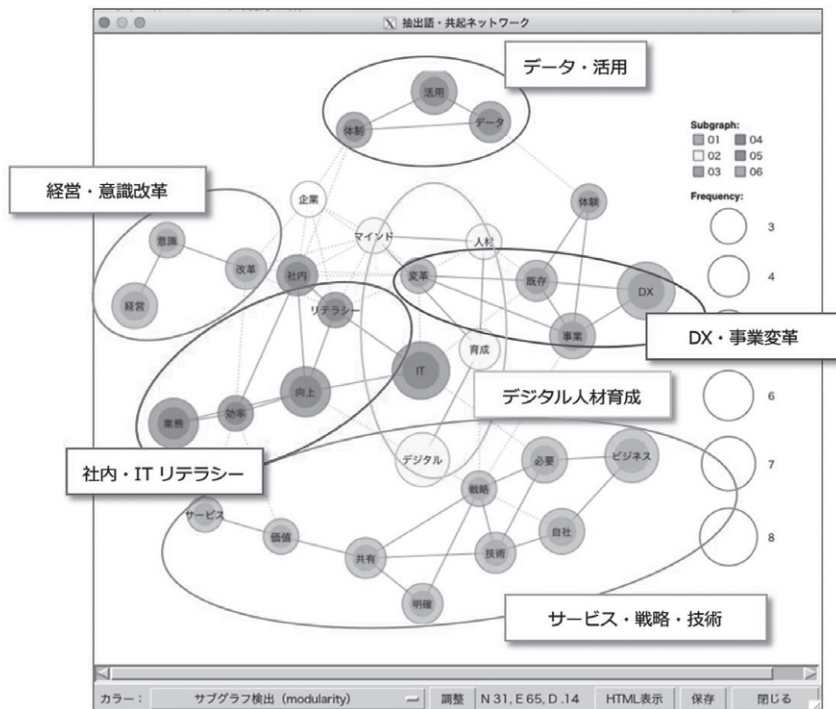 抽出語・共起ネットワーク
データ・活用
活用
データ
体制
Subgraph:
01 04
02 05
03 06
Frequency:
3
4
6
7
8
経営・意識改革
企業
体験
意識
マインド
人材
改革
社内
変革
既存
DX
経営
リテラシー
事業
DX・事業変革
育成
IT
デジタル人材育成
向上
業務
効率
社内・IT リテラシー
デジタル
必要
ビジネス
戦略
サービス
価値
自社
共有
技術
明確
サービス・戦略・技術
カラー：
サブグラフ検出（modularity）
調整
N 31, E 65, D .14
HTML表示
保存
閉じる